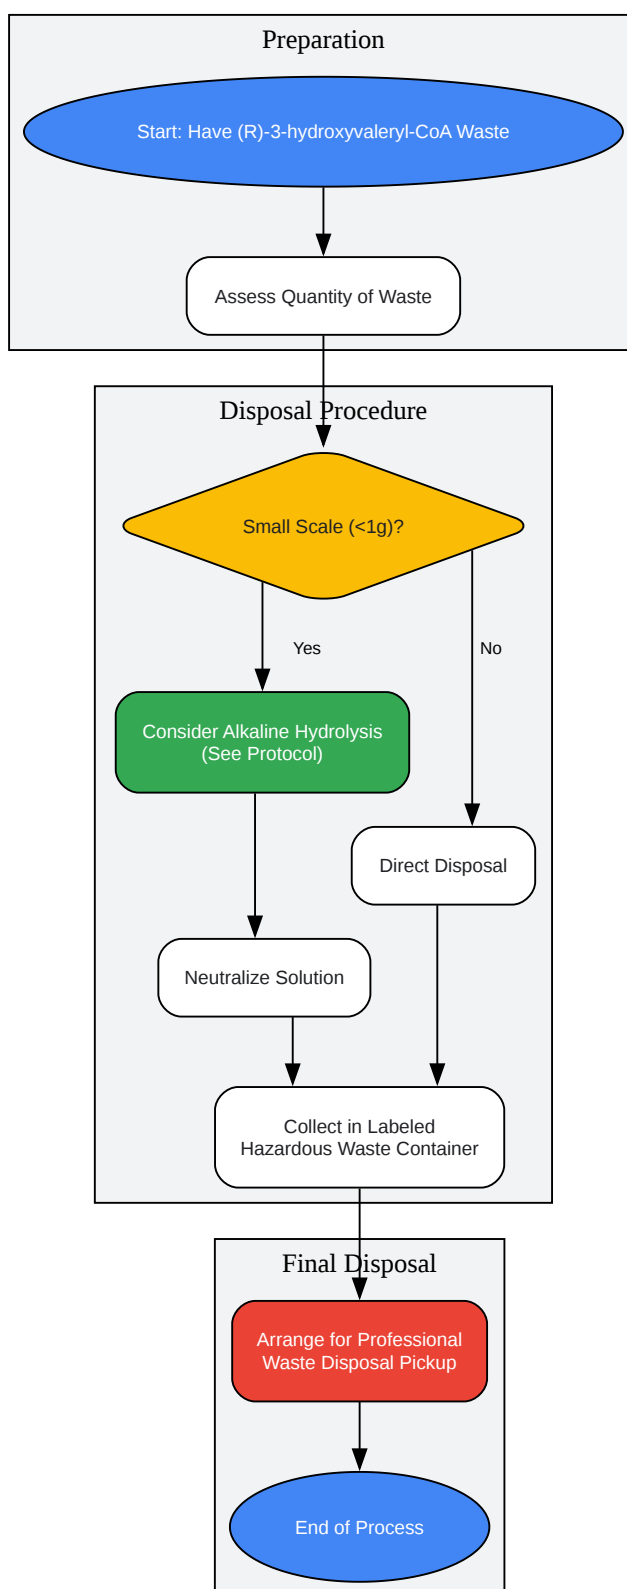 Preparation
Start: Have (R)-3-hydroxyvaleryl-CoA Waste
Assess Quantity of Waste
Disposal Procedure
Small Scale (<1g)?
Yes
No
Consider Alkaline Hydrolysis
(See Protocol)
Direct Disposal
Neutralize Solution
Collect in Labeled
Hazardous Waste Container
Final Disposal
Arrange for Professional
Waste Disposal Pickup
End of Process